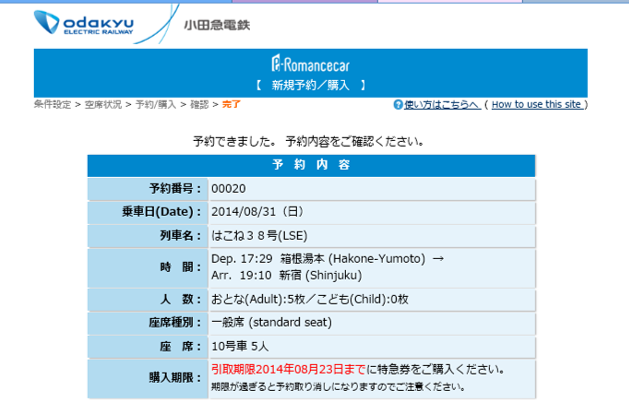 ODAKYU ELECTRIC RAILWAY 小田急電鉄
e-Romancecar
【 新規予約／購入 】
条件設定 > 空席状況 > 予約/購入 > 確認 > 完了 ?使い方はこちらへ ( How to use this site )
予約できました。 予約内容をご確認ください。
予 約 内 容
予約番号： 00020
乗車日(Date)： 2014/08/31（日）
列車名： はこね３８号(LSE)
時 間： Dep. 17:29 箱根湯本 (Hakone-Yumoto) →
Arr. 19:10 新宿 (Shinjuku)
人 数： おとな(Adult):5枚／こども(Child):0枚
座席種別： 一般席 (standard seat)
座 席： 10号車 5人
購入期限： 引取期限2014年08月23日までに特急券をご購入ください。
期限が過ぎると予約取り消しになりますのでご注意ください。